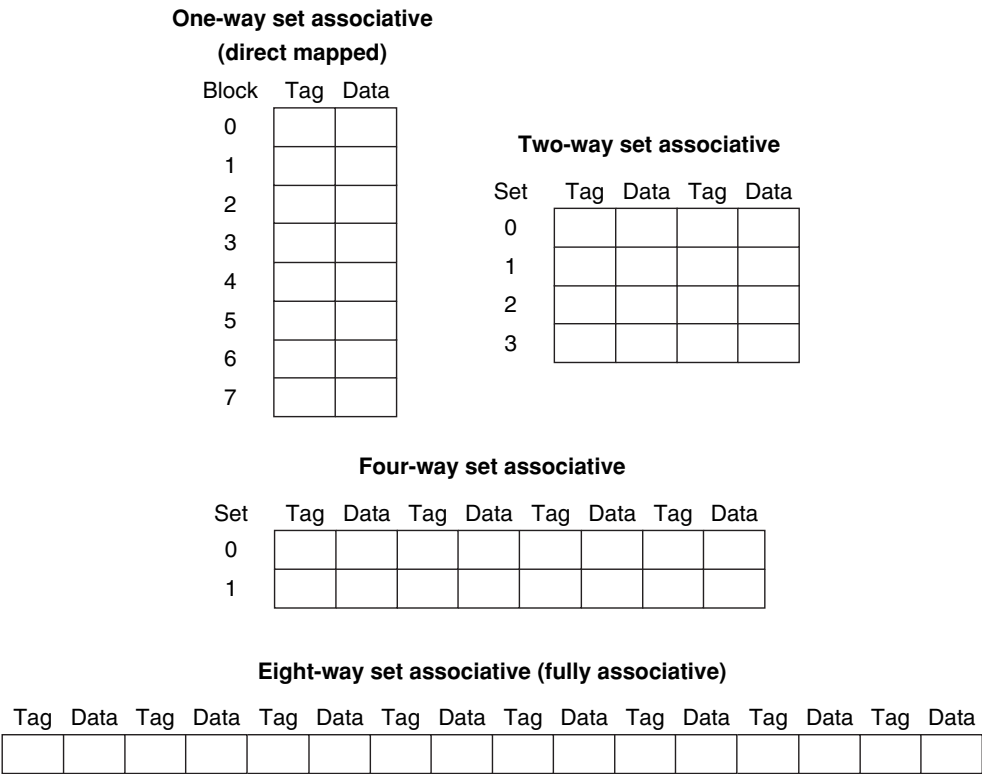 One-way set associative
(direct mapped)
Block Tag Data
0
1
2
3
4
5
6
7
Two-way set associative
Set Tag Data Tag Data
0
1
2
3
Four-way set associative
Set Tag Data Tag Data Tag Data Tag Data
0
1
Eight-way set associative (fully associative)
Tag Data Tag Data Tag Data Tag Data Tag Data Tag Data Tag Data Tag Data